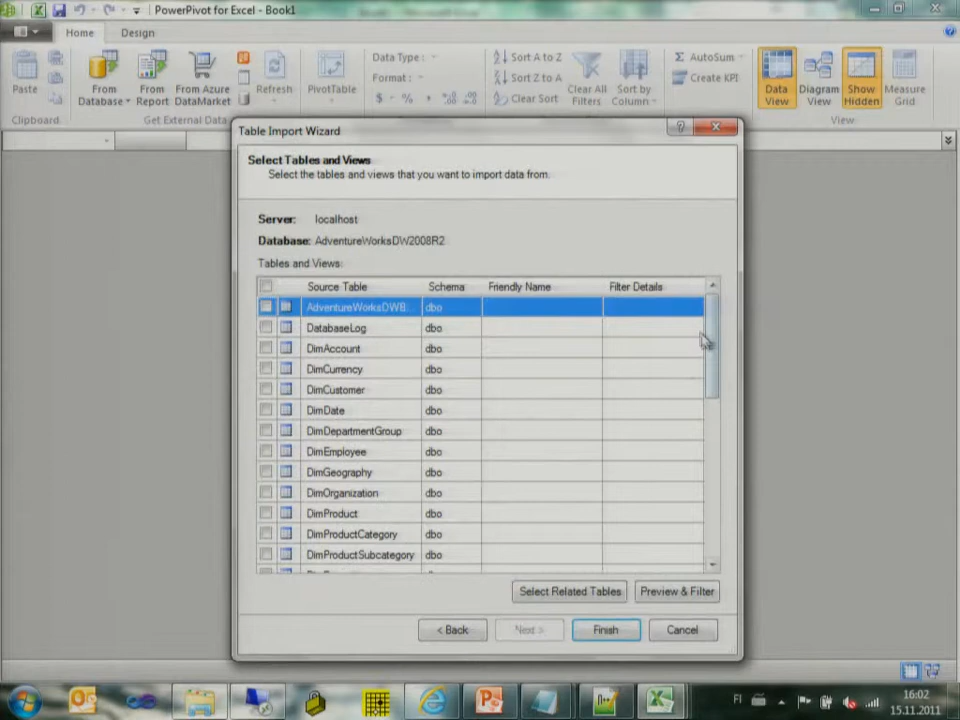 PowerPivot for Excel - Book1
Home Design
Paste
Clipboard
From Database
From Report
From Azure DataMarket
Get External Data
Refresh
PivotTable
Data Type :
Format :
$ %
Sort A to Z
Sort Z to A
Clear Sort
Clear All Filters
Sort by Column
AutoSum
Create KPI
Data View
Diagram View
Show Hidden
Measure Grid
View
Table Import Wizard
Select Tables and Views
Select the tables and views that you want to import data from.
Server: localhost
Database: AdventureWorksDW2008R2
Tables and Views:
Source Table Schema Friendly Name Filter Details
AdventureWorksDWB dbo
DatabaseLog dbo
DimAccount dbo
DimCurrency dbo
DimCustomer dbo
DimDate dbo
DimDepartmentGroup dbo
DimEmployee dbo
DimGeography dbo
DimOrganization dbo
DimProduct dbo
DimProductCategory dbo
DimProductSubcategory dbo
Select Related Tables Preview & Filter
< Back Next > Finish Cancel
FI
16:02
15.11.2011